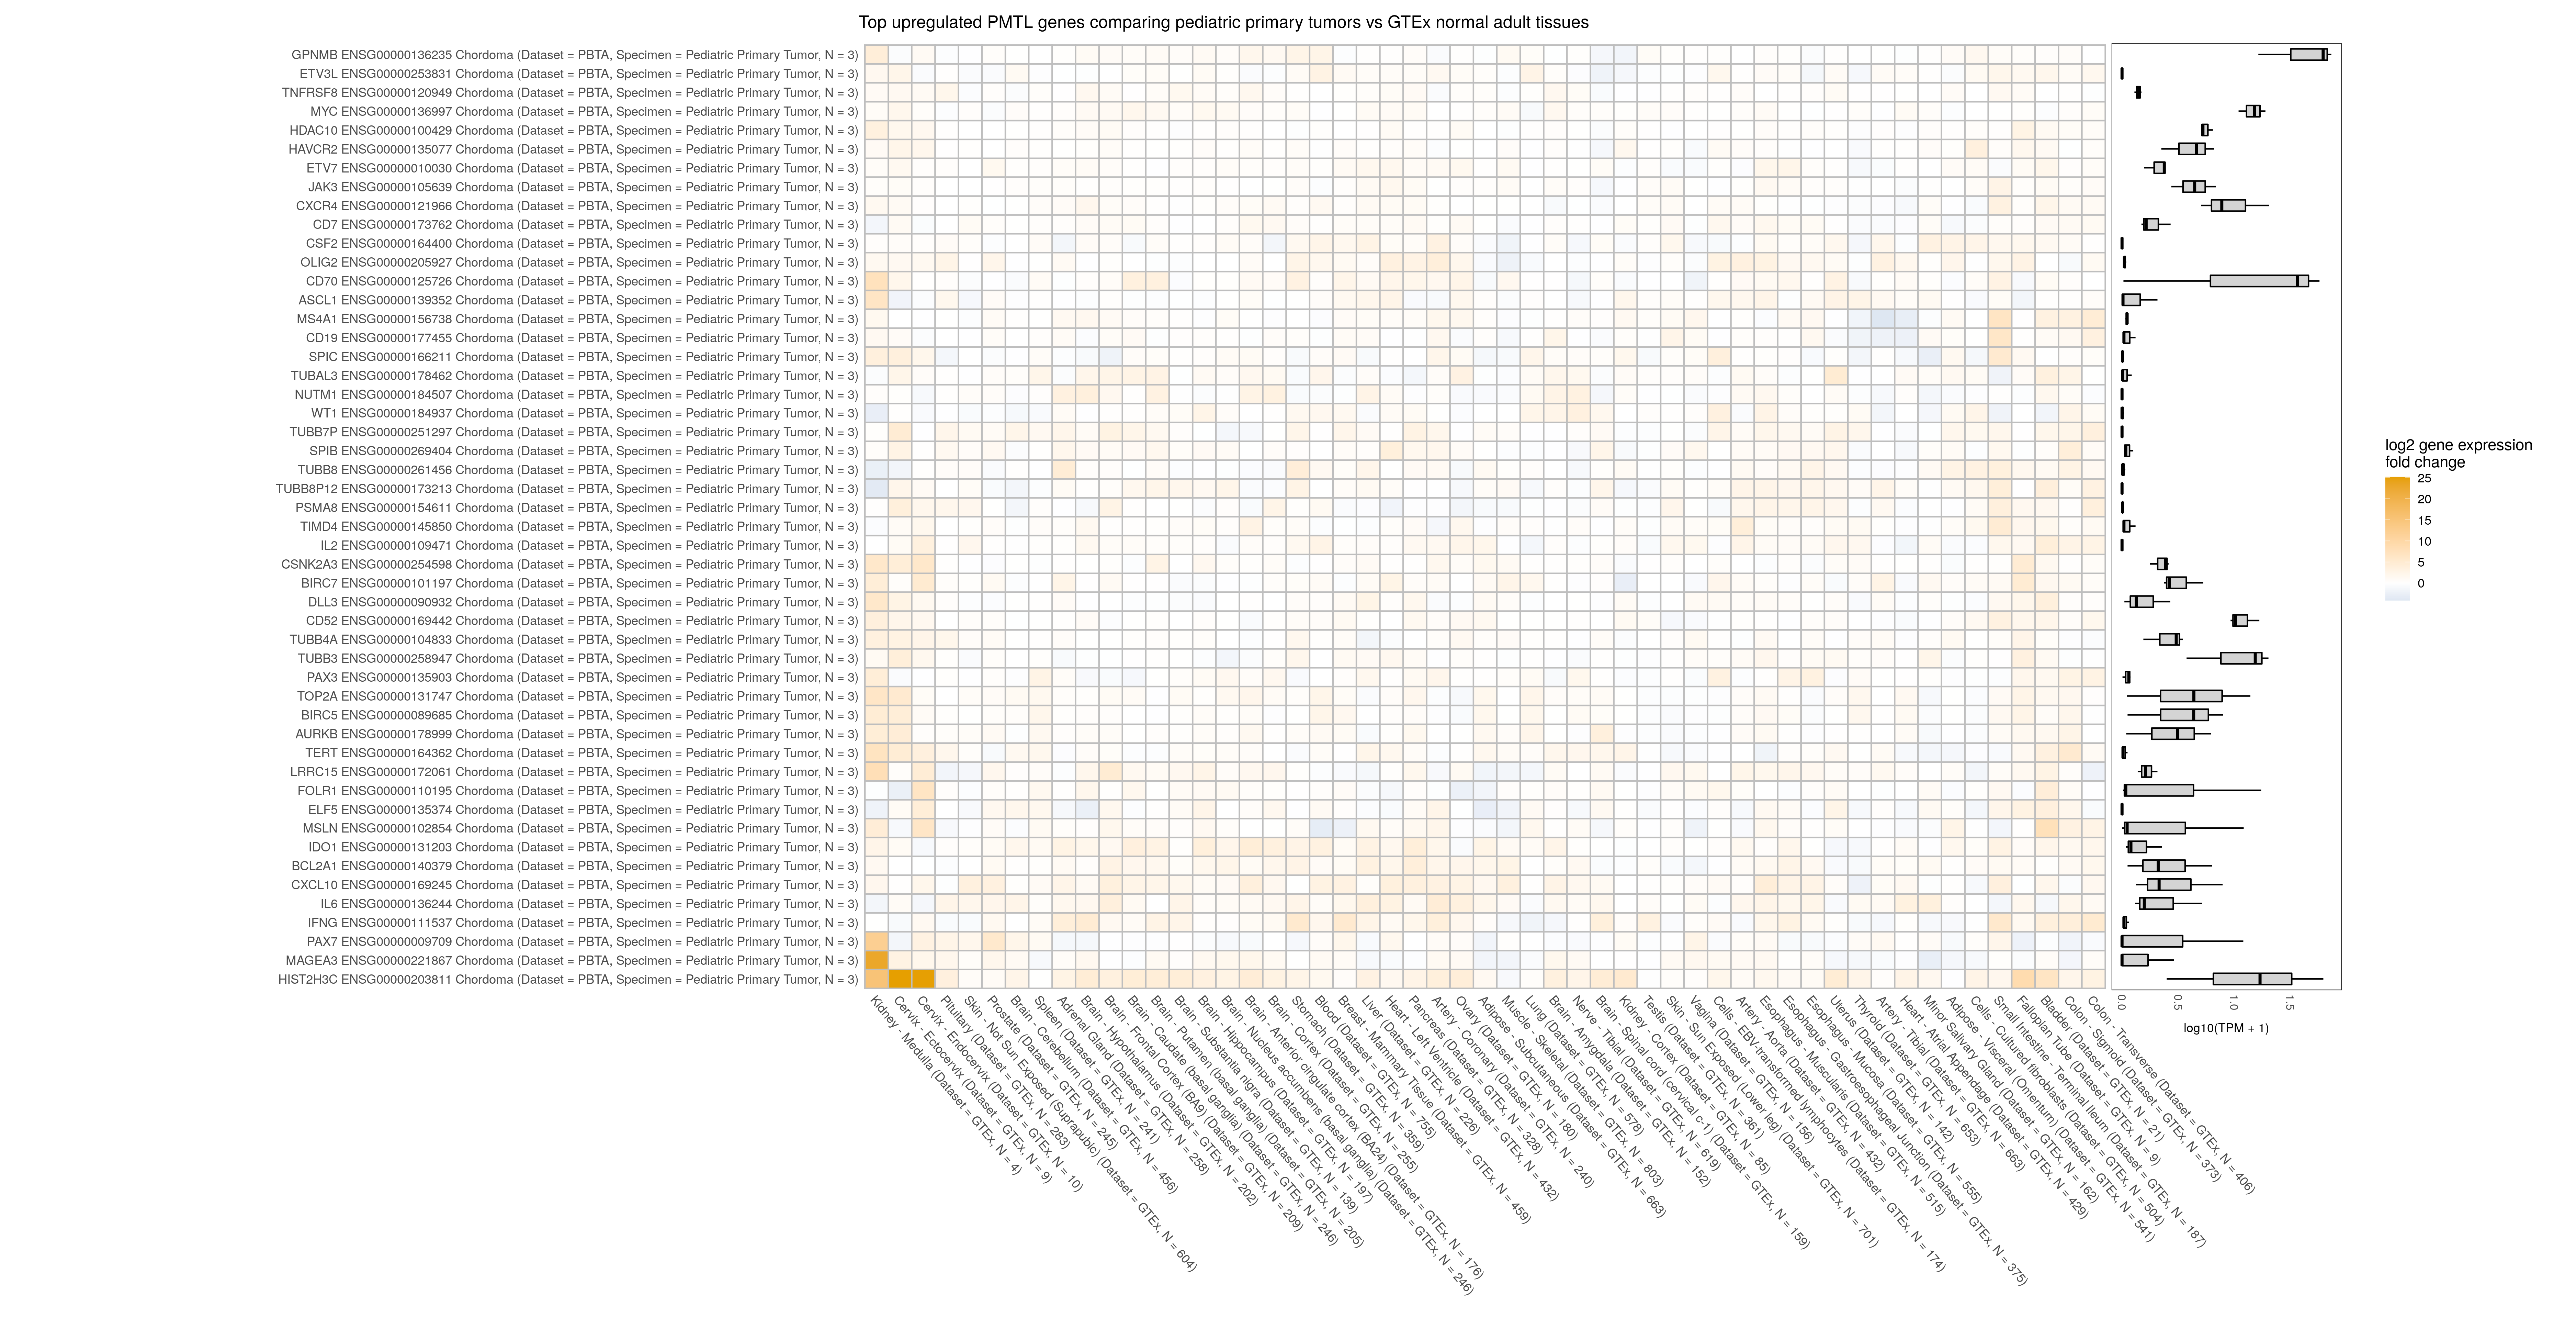 Top upregulated PMTL genes comparing pediatric primary tumors vs GTEx normal adult tissues
GPNMB ENSG00000136235 Chordoma (Dataset = PBTA, Specimen = Pediatric Primary Tumor, N = 3)
ETV3L ENSG00000253831 Chordoma (Dataset = PBTA, Specimen = Pediatric Primary Tumor, N = 3)
TNFRSF8 ENSG00000120949 Chordoma (Dataset = PBTA, Specimen = Pediatric Primary Tumor, N = 3)
MYC ENSG00000136997 Chordoma (Dataset = PBTA, Specimen = Pediatric Primary Tumor, N = 3)
HDAC10 ENSG00000100429 Chordoma (Dataset = PBTA, Specimen = Pediatric Primary Tumor, N = 3)
HAVCR2 ENSG00000135077 Chordoma (Dataset = PBTA, Specimen = Pediatric Primary Tumor, N = 3)
ETV7 ENSG00000010030 Chordoma (Dataset = PBTA, Specimen = Pediatric Primary Tumor, N = 3)
JAK3 ENSG00000105639 Chordoma (Dataset = PBTA, Specimen = Pediatric Primary Tumor, N = 3)
CXCR4 ENSG00000121966 Chordoma (Dataset = PBTA, Specimen = Pediatric Primary Tumor, N = 3)
CD7 ENSG00000173762 Chordoma (Dataset = PBTA, Specimen = Pediatric Primary Tumor, N = 3)
CSF2 ENSG00000164400 Chordoma (Dataset = PBTA, Specimen = Pediatric Primary Tumor, N = 3)
OLIG2 ENSG00000205927 Chordoma (Dataset = PBTA, Specimen = Pediatric Primary Tumor, N = 3)
CD70 ENSG00000125726 Chordoma (Dataset = PBTA, Specimen = Pediatric Primary Tumor, N = 3)
ASCL1 ENSG00000139352 Chordoma (Dataset = PBTA, Specimen = Pediatric Primary Tumor, N = 3)
MS4A1 ENSG00000156738 Chordoma (Dataset = PBTA, Specimen = Pediatric Primary Tumor, N = 3)
CD19 ENSG00000177455 Chordoma (Dataset = PBTA, Specimen = Pediatric Primary Tumor, N = 3)
SPIC ENSG00000166211 Chordoma (Dataset = PBTA, Specimen = Pediatric Primary Tumor, N = 3)
TUBAL3 ENSG00000178462 Chordoma (Dataset = PBTA, Specimen = Pediatric Primary Tumor, N = 3)
NUTM1 ENSG00000184507 Chordoma (Dataset = PBTA, Specimen = Pediatric Primary Tumor, N = 3)
WT1 ENSG00000184937 Chordoma (Dataset = PBTA, Specimen = Pediatric Primary Tumor, N = 3)
TUBB7P ENSG00000251297 Chordoma (Dataset = PBTA, Specimen = Pediatric Primary Tumor, N = 3)
SPIB ENSG00000269404 Chordoma (Dataset = PBTA, Specimen = Pediatric Primary Tumor, N = 3)
TUBB8 ENSG00000261456 Chordoma (Dataset = PBTA, Specimen = Pediatric Primary Tumor, N = 3)
TUBB8P12 ENSG00000173213 Chordoma (Dataset = PBTA, Specimen = Pediatric Primary Tumor, N = 3)
PSMA8 ENSG00000154611 Chordoma (Dataset = PBTA, Specimen = Pediatric Primary Tumor, N = 3)
TIMD4 ENSG00000145850 Chordoma (Dataset = PBTA, Specimen = Pediatric Primary Tumor, N = 3)
IL2 ENSG00000109471 Chordoma (Dataset = PBTA, Specimen = Pediatric Primary Tumor, N = 3)
CSNK2A3 ENSG00000254598 Chordoma (Dataset = PBTA, Specimen = Pediatric Primary Tumor, N = 3)
BIRC7 ENSG00000101197 Chordoma (Dataset = PBTA, Specimen = Pediatric Primary Tumor, N = 3)
DLL3 ENSG00000090932 Chordoma (Dataset = PBTA, Specimen = Pediatric Primary Tumor, N = 3)
CD52 ENSG00000169442 Chordoma (Dataset = PBTA, Specimen = Pediatric Primary Tumor, N = 3)
TUBB4A ENSG00000104833 Chordoma (Dataset = PBTA, Specimen = Pediatric Primary Tumor, N = 3)
TUBB3 ENSG00000258947 Chordoma (Dataset = PBTA, Specimen = Pediatric Primary Tumor, N = 3)
PAX3 ENSG00000135903 Chordoma (Dataset = PBTA, Specimen = Pediatric Primary Tumor, N = 3)
TOP2A ENSG00000131747 Chordoma (Dataset = PBTA, Specimen = Pediatric Primary Tumor, N = 3)
BIRC5 ENSG00000089685 Chordoma (Dataset = PBTA, Specimen = Pediatric Primary Tumor, N = 3)
AURKB ENSG00000178999 Chordoma (Dataset = PBTA, Specimen = Pediatric Primary Tumor, N = 3)
TERT ENSG00000164362 Chordoma (Dataset = PBTA, Specimen = Pediatric Primary Tumor, N = 3)
LRRC15 ENSG00000172061 Chordoma (Dataset = PBTA, Specimen = Pediatric Primary Tumor, N = 3)
FOLR1 ENSG00000110195 Chordoma (Dataset = PBTA, Specimen = Pediatric Primary Tumor, N = 3)
ELF5 ENSG00000135374 Chordoma (Dataset = PBTA, Specimen = Pediatric Primary Tumor, N = 3)
MSLN ENSG00000102854 Chordoma (Dataset = PBTA, Specimen = Pediatric Primary Tumor, N = 3)
IDO1 ENSG00000131203 Chordoma (Dataset = PBTA, Specimen = Pediatric Primary Tumor, N = 3)
BCL2A1 ENSG00000140379 Chordoma (Dataset = PBTA, Specimen = Pediatric Primary Tumor, N = 3)
CXCL10 ENSG00000169245 Chordoma (Dataset = PBTA, Specimen = Pediatric Primary Tumor, N = 3)
IL6 ENSG00000136244 Chordoma (Dataset = PBTA, Specimen = Pediatric Primary Tumor, N = 3)
IFNG ENSG00000111537 Chordoma (Dataset = PBTA, Specimen = Pediatric Primary Tumor, N = 3)
PAX7 ENSG00000009709 Chordoma (Dataset = PBTA, Specimen = Pediatric Primary Tumor, N = 3)
MAGEA3 ENSG00000221867 Chordoma (Dataset = PBTA, Specimen = Pediatric Primary Tumor, N = 3)
HIST2H3C ENSG00000203811 Chordoma (Dataset = PBTA, Specimen = Pediatric Primary Tumor, N = 3)
Kidney - Medulla (Dataset = GTEx, N = 4)
Cervix - Ectocervix (Dataset = GTEx, N = 9)
Cervix - Endocervix (Dataset = GTEx, N = 10)
Pituitary (Dataset = GTEx, N = 283)
Skin - Not Sun Exposed (Suprapubic) (Dataset = GTEx, N = 604)
Prostate (Dataset = GTEx, N = 245)
Brain - Cerebellum (Dataset = GTEx, N = 456)
Spleen (Dataset = GTEx, N = 241)
Adrenal Gland (Dataset = GTEx, N = 258)
Brain - Hypothalamus (Dataset = GTEx, N = 202)
Brain - Frontal Cortex (BA9) (Dataset = GTEx, N = 209)
Brain - Caudate (basal ganglia) (Dataset = GTEx, N = 246)
Brain - Putamen (basal ganglia) (Dataset = GTEx, N = 205)
Brain - Substantia nigra (Dataset = GTEx, N = 139)
Brain - Hippocampus (Dataset = GTEx, N = 197)
Brain - Nucleus accumbens (basal ganglia) (Dataset = GTEx, N = 246)
Brain - Anterior cingulate cortex (BA24) (Dataset = GTEx, N = 176)
Brain - Cortex (Dataset = GTEx, N = 255)
Stomach (Dataset = GTEx, N = 359)
Blood (Dataset = GTEx, N = 755)
Breast - Mammary Tissue (Dataset = GTEx, N = 459)
Liver (Dataset = GTEx, N = 226)
Heart - Left Ventricle (Dataset = GTEx, N = 432)
Pancreas (Dataset = GTEx, N = 328)
Artery - Coronary (Dataset = GTEx, N = 240)
Ovary (Dataset = GTEx, N = 180)
Adipose - Subcutaneous (Dataset = GTEx, N = 663)
Muscle - Skeletal (Dataset = GTEx, N = 803)
Lung (Dataset = GTEx, N = 578)
Brain - Amygdala (Dataset = GTEx, N = 152)
Nerve - Tibial (Dataset = GTEx, N = 619)
Brain - Spinal cord (cervical c-1) (Dataset = GTEx, N = 159)
Kidney - Cortex (Dataset = GTEx, N = 85)
Testis (Dataset = GTEx, N = 361)
Skin - Sun Exposed (Lower leg) (Dataset = GTEx, N = 701)
Vagina (Dataset = GTEx, N = 156)
Cells - EBV-transformed lymphocytes (Dataset = GTEx, N = 174)
Artery - Aorta (Dataset = GTEx, N = 432)
Esophagus - Muscularis (Dataset = GTEx, N = 515)
Esophagus - Gastroesophageal Junction (Dataset = GTEx, N = 375)
Esophagus - Mucosa (Dataset = GTEx, N = 555)
Uterus (Dataset = GTEx, N = 142)
Thyroid (Dataset = GTEx, N = 653)
Artery - Tibial (Dataset = GTEx, N = 663)
Heart - Atrial Appendage (Dataset = GTEx, N = 429)
Minor Salivary Gland (Dataset = GTEx, N = 162)
Adipose - Visceral (Omentum) (Dataset = GTEx, N = 541)
Cells - Cultured fibroblasts (Dataset = GTEx, N = 504)
Small Intestine - Terminal Ileum (Dataset = GTEx, N = 187)
Fallopian Tube (Dataset = GTEx, N = 9)
Bladder (Dataset = GTEx, N = 21)
Colon - Sigmoid (Dataset = GTEx, N = 373)
Colon - Transverse (Dataset = GTEx, N = 406)
0.0
0.5
1.0
1.5
log10(TPM + 1)
log2 gene expression
fold change
25
20
15
10
5
0